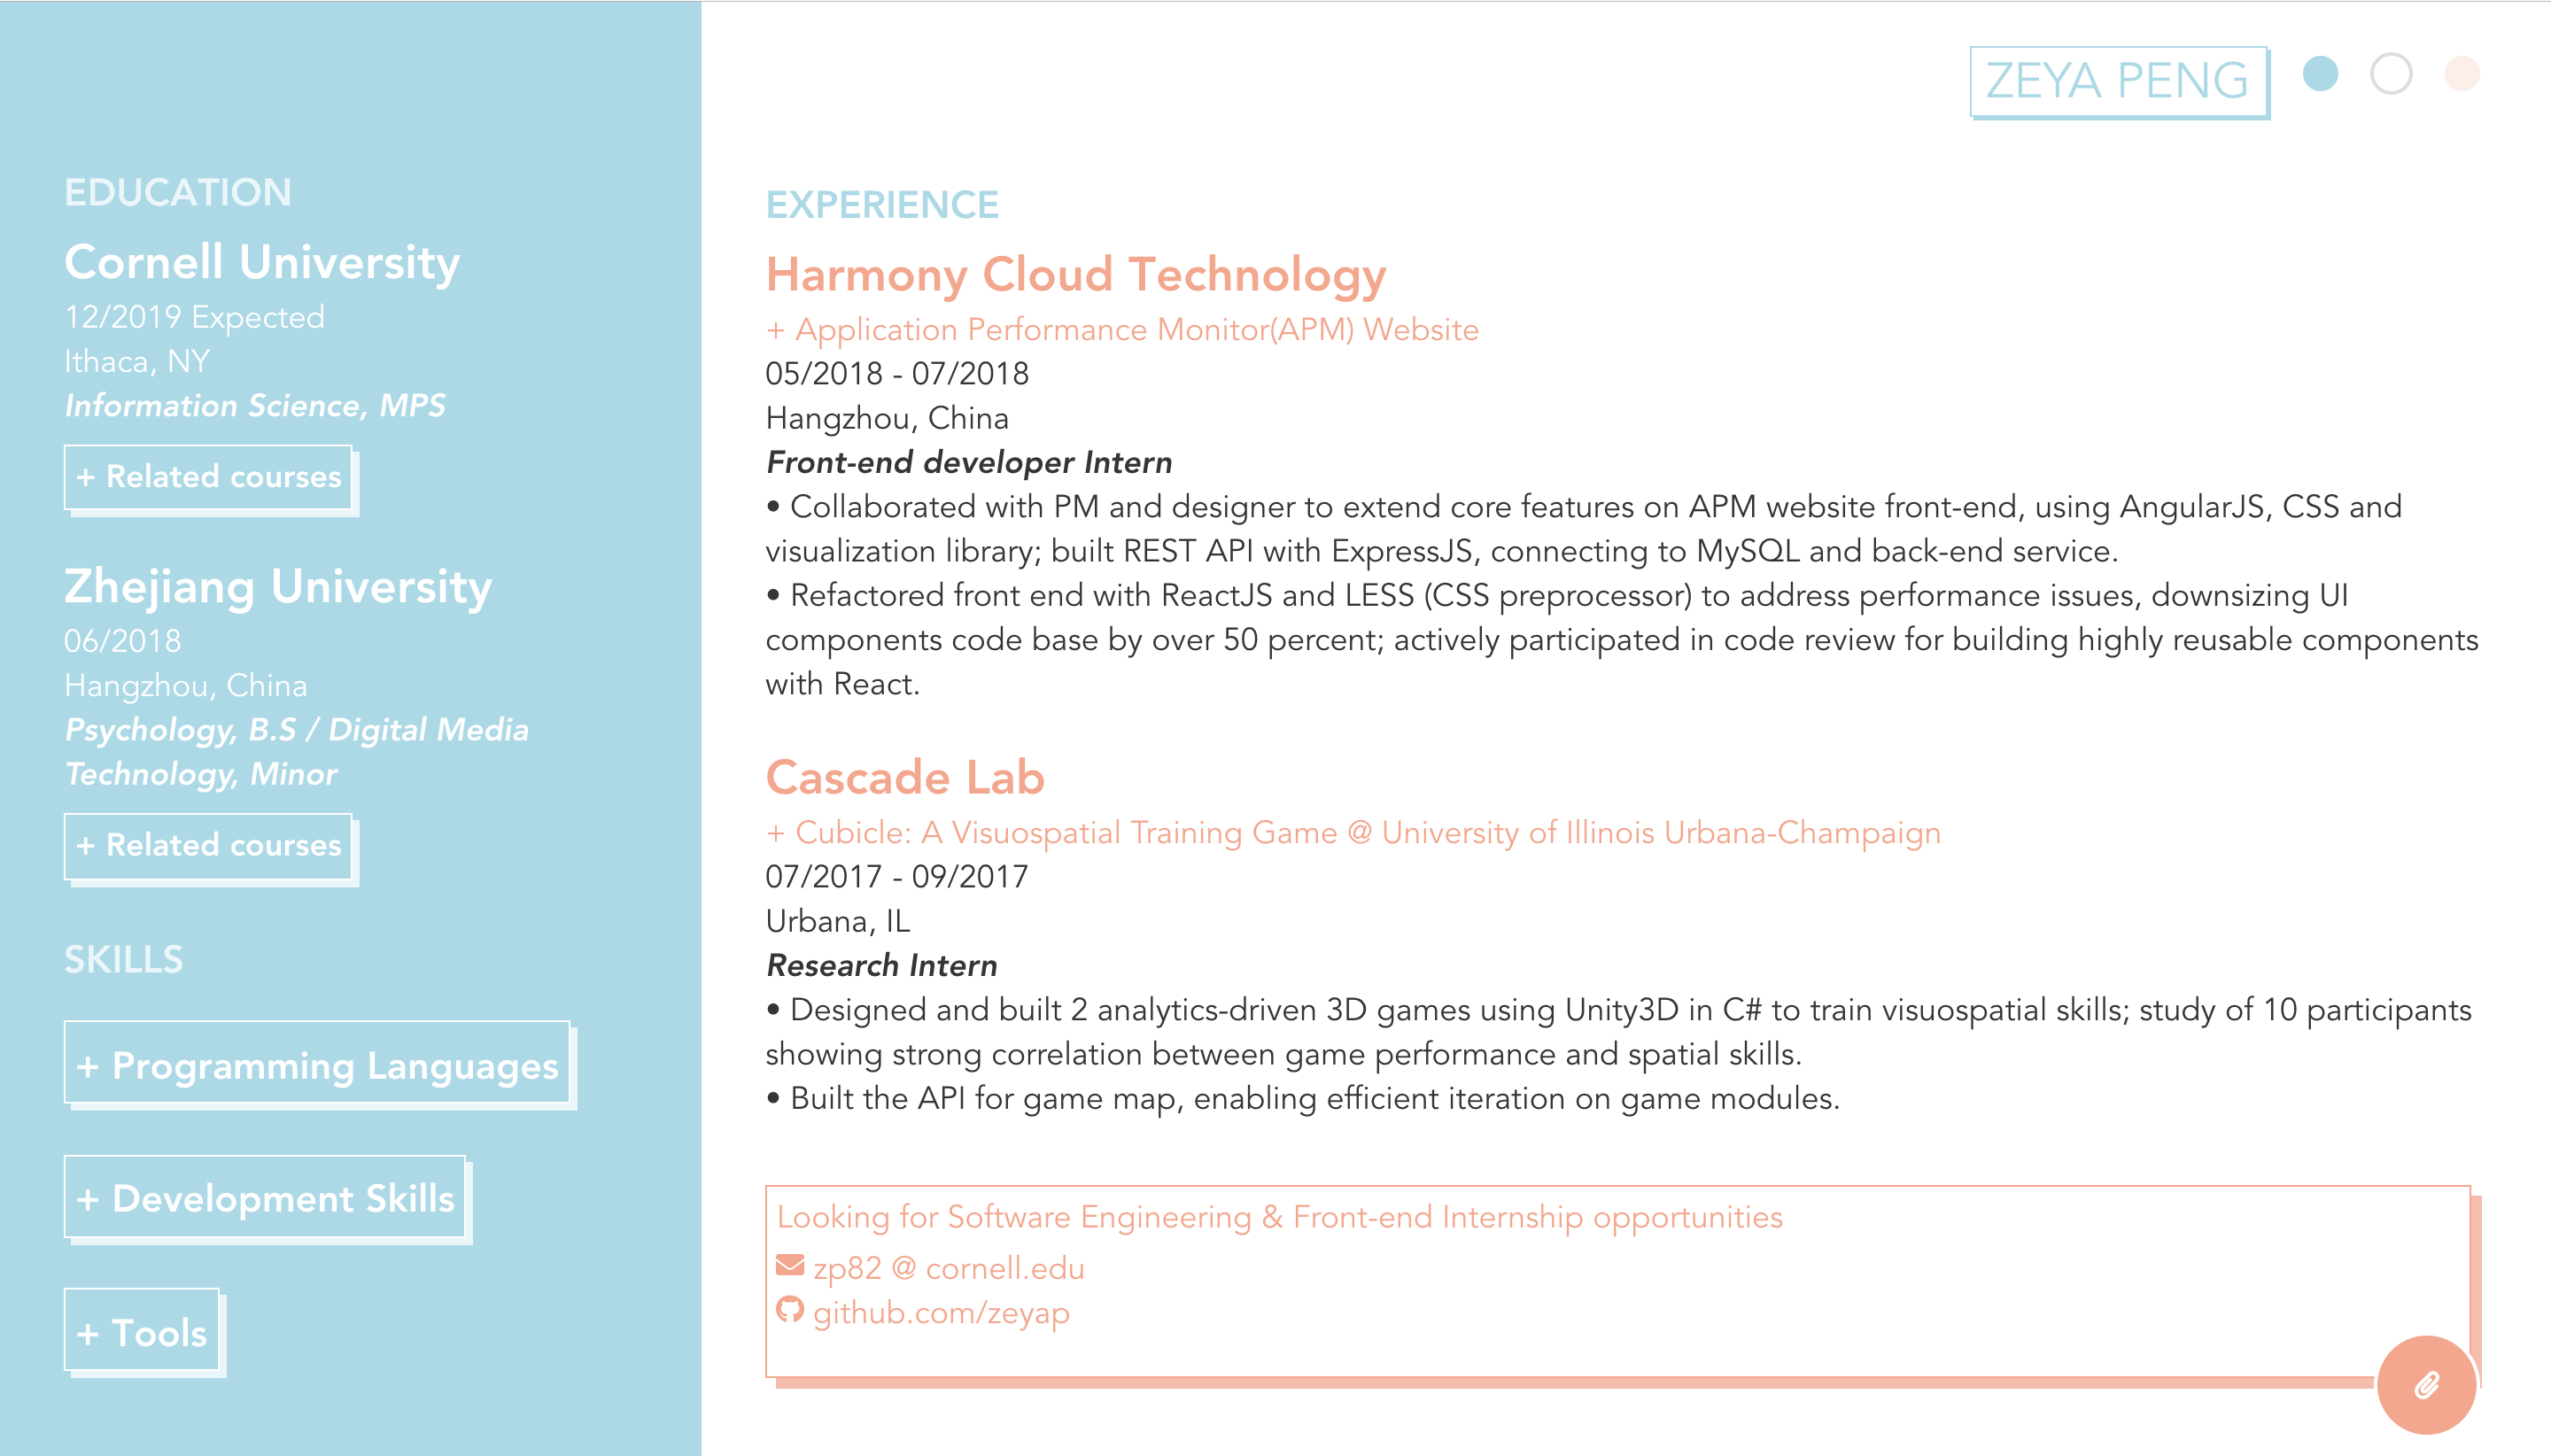 ZEYA PENG
EDUCATION
Cornell University
12/2019 Expected
Ithaca, NY
Information Science, MPS
+ Related courses
Zhejiang University
06/2018
Hangzhou, China
Psychology, B.S / Digital Media
Technology, Minor
+ Related courses
SKILLS
+ Programming Languages
+ Development Skills
+ Tools
EXPERIENCE
Harmony Cloud Technology
+ Application Performance Monitor(APM) Website
05/2018 - 07/2018
Hangzhou, China
Front-end developer Intern
• Collaborated with PM and designer to extend core features on APM website front-end, using AngularJS, CSS and
visualization library; built REST API with ExpressJS, connecting to MySQL and back-end service.
• Refactored front end with ReactJS and LESS (CSS preprocessor) to address performance issues, downsizing UI
components code base by over 50 percent; actively participated in code review for building highly reusable components
with React.
Cascade Lab
+ Cubicle: A Visuospatial Training Game @ University of Illinois Urbana-Champaign
07/2017 - 09/2017
Urbana, IL
Research Intern
• Designed and built 2 analytics-driven 3D games using Unity3D in C# to train visuospatial skills; study of 10 participants
showing strong correlation between game performance and spatial skills.
• Built the API for game map, enabling efficient iteration on game modules.
Looking for Software Engineering & Front-end Internship opportunities
zp82 @ cornell.edu
github.com/zeyap